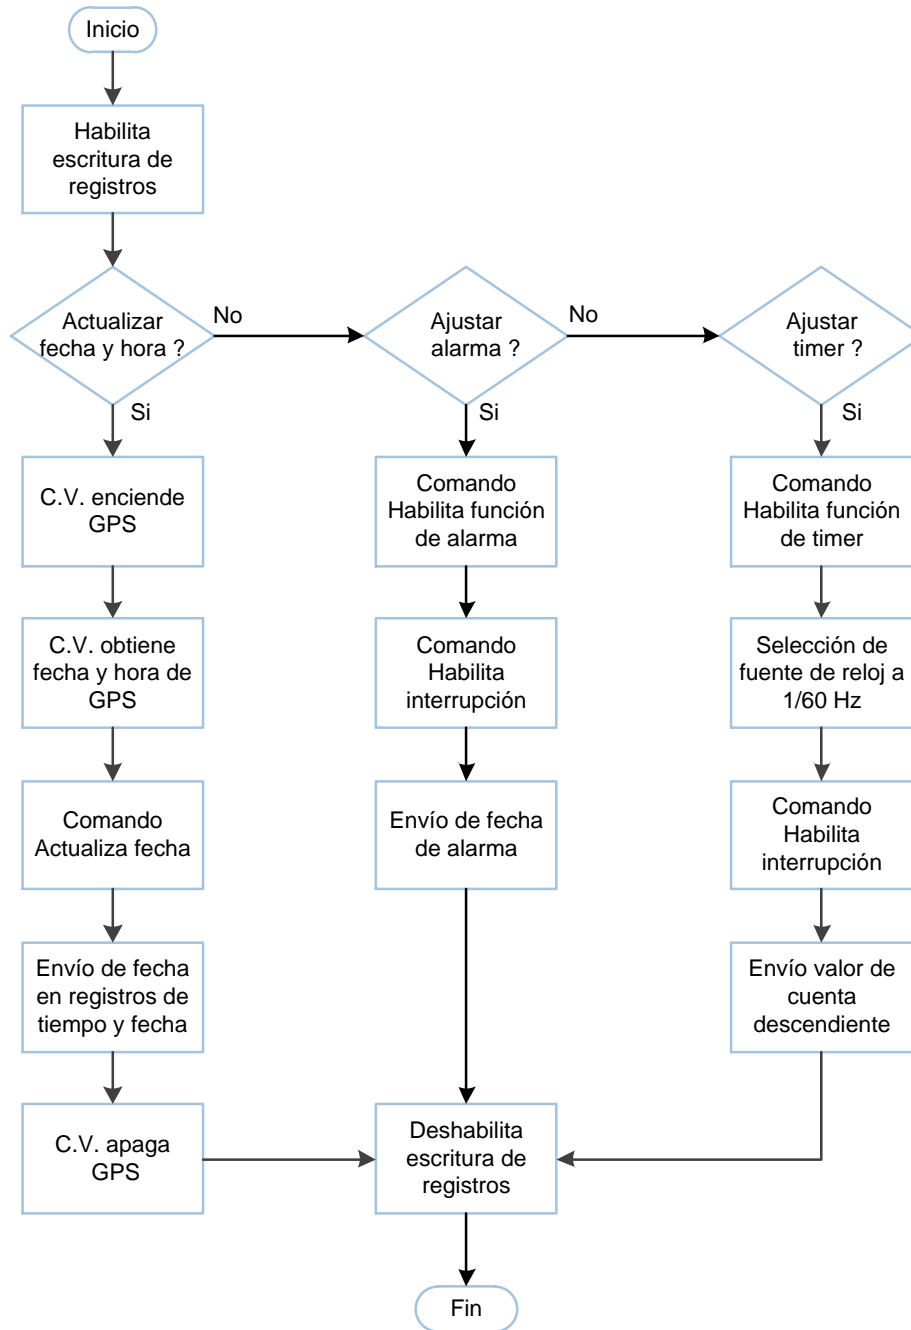 Inicio
Habilita
escritura de
registros
Actualizar
fecha y hora ?
No
Ajustar
alarma ?
No
Ajustar
timer ?
Si
Si
Si
C.V. enciende
GPS
Comando
Habilita función
de alarma
Comando
Habilita función
de timer
C.V. obtiene
fecha y hora de
GPS
Comando
Habilita
interrupción
Selección de
fuente de reloj a
1/60 Hz
Comando
Actualiza fecha
Envío de fecha
de alarma
Comando
Habilita
interrupción
Envío de fecha
en registros de
tiempo y fecha
Envío valor de
cuenta
descendiente
C.V. apaga
GPS
Deshabilita
escritura de
registros
Fin